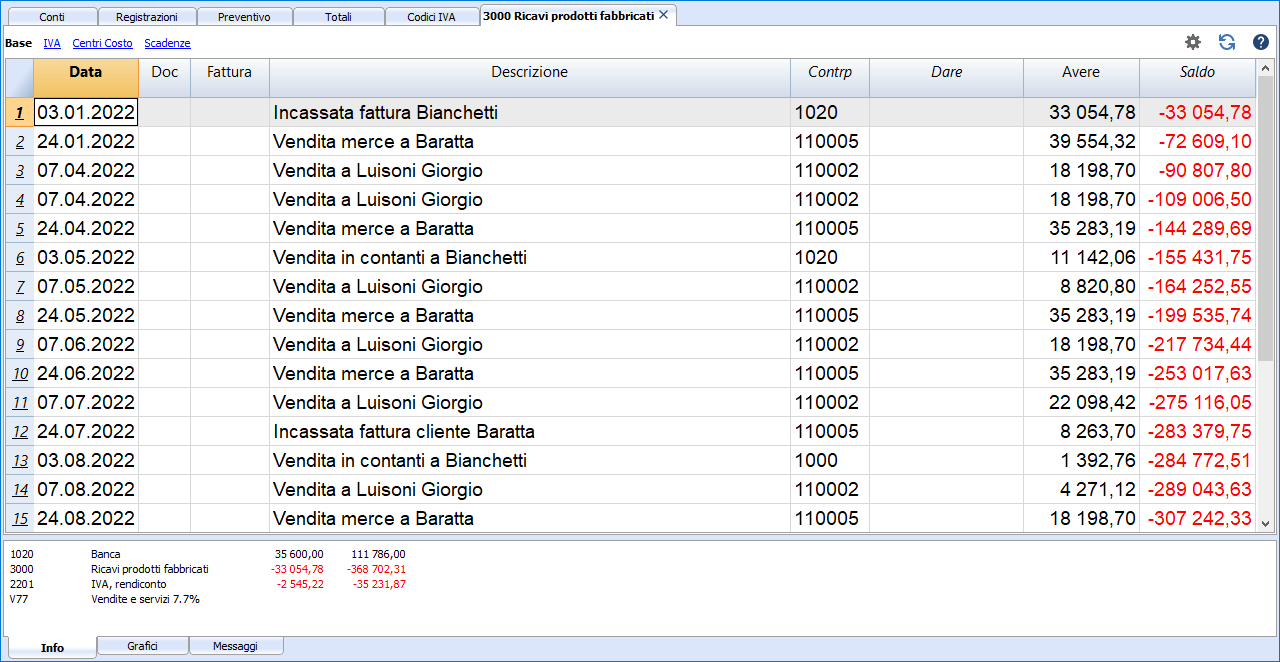 Conti Registrazioni Preventivo Totali Codici IVA 3000 Ricavi prodotti fabbricati
Base IVA Centri Costo Scadenze
Data Doc Fattura Descrizione Contrp Dare Avere Saldo
1 03.01.2022 Incassata fattura Bianchetti 1020 33 054,78 -33 054,78
2 24.01.2022 Vendita merce a Baratta 110005 39 554,32 -72 609,10
3 07.04.2022 Vendita a Luisoni Giorgio 110002 18 198,70 -90 807,80
4 07.04.2022 Vendita a Luisoni Giorgio 110002 18 198,70 -109 006,50
5 24.04.2022 Vendita merce a Baratta 110005 35 283,19 -144 289,69
6 03.05.2022 Vendita in contanti a Bianchetti 1020 11 142,06 -155 431,75
7 07.05.2022 Vendita a Luisoni Giorgio 110002 8 820,80 -164 252,55
8 24.05.2022 Vendita merce a Baratta 110005 35 283,19 -199 535,74
9 07.06.2022 Vendita a Luisoni Giorgio 110002 18 198,70 -217 734,44
10 24.06.2022 Vendita merce a Baratta 110005 35 283,19 -253 017,63
11 07.07.2022 Vendita a Luisoni Giorgio 110002 22 098,42 -275 116,05
12 24.07.2022 Incassata fattura cliente Baratta 110005 8 263,70 -283 379,75
13 03.08.2022 Vendita in contanti a Bianchetti 1000 1 392,76 -284 772,51
14 07.08.2022 Vendita a Luisoni Giorgio 110002 4 271,12 -289 043,63
15 24.08.2022 Vendita merce a Baratta 110005 18 198,70 -307 242,33
1020 Banca 35 600,00 111 786,00
3000 Ricavi prodotti fabbricati -33 054,78 -368 702,31
2201 IVA, rendiconto -2 545,22 -35 231,87
V77 Vendite e servizi 7.7%
Info Grafici Messaggi